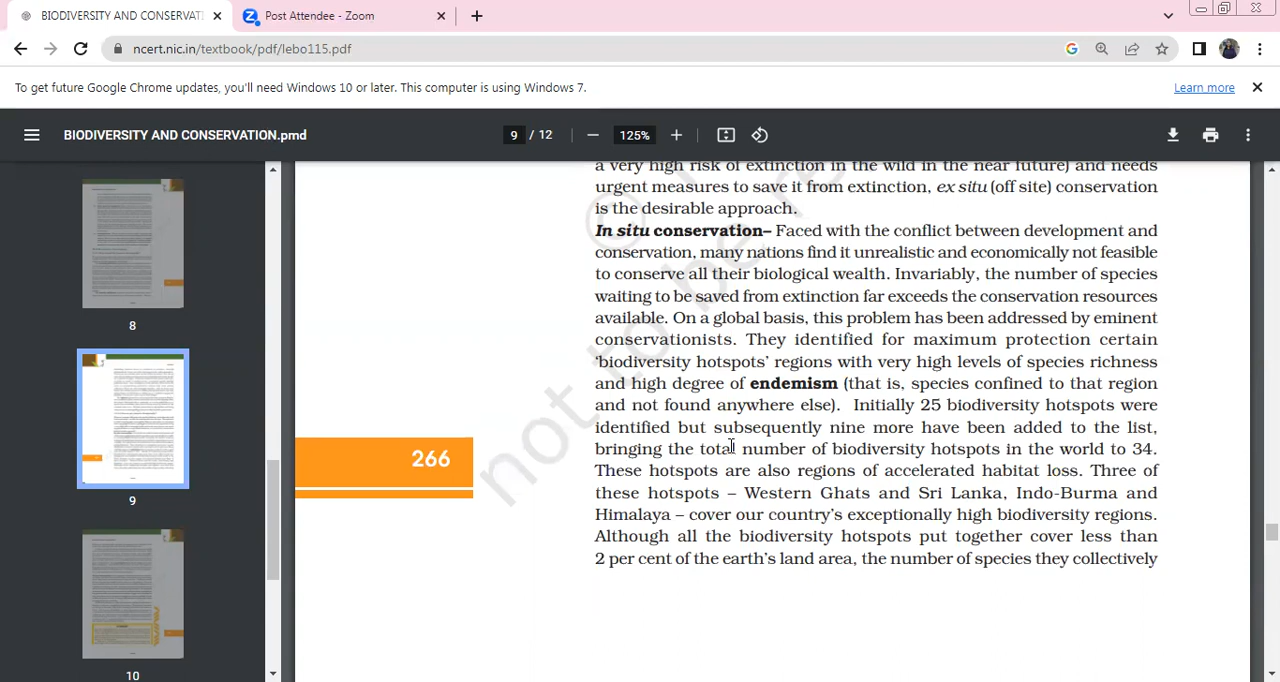 BIODIVERSITY AND CONSERVATI
Post Attendee - Zoom
ncert.nic.in/textbook/pdf/lebo115.pdf
To get future Google Chrome updates, you'll need Windows 10 or later. This computer is using Windows 7.
Learn more
BIODIVERSITY AND CONSERVATION.pmd
9 / 12
125%
8
9
10
a very high risk of extinction in the wild in the near future) and needs
urgent measures to save it from extinction, ex situ (off site) conservation
is the desirable approach.
In situ conservation– Faced with the conflict between development and
conservation, many nations find it unrealistic and economically not feasible
to conserve all their biological wealth. Invariably, the number of species
waiting to be saved from extinction far exceeds the conservation resources
available. On a global basis, this problem has been addressed by eminent
conservationists. They identified for maximum protection certain
'biodiversity hotspots' regions with very high levels of species richness
and high degree of endemism (that is, species confined to that region
and not found anywhere else). Initially 25 biodiversity hotspots were
identified but subsequently nine more have been added to the list,
bringing the total number of biodiversity hotspots in the world to 34.
These hotspots are also regions of accelerated habitat loss. Three of
these hotspots – Western Ghats and Sri Lanka, Indo-Burma and
Himalaya – cover our country's exceptionally high biodiversity regions.
Although all the biodiversity hotspots put together cover less than
2 per cent of the earth's land area, the number of species they collectively
266
©
not to be